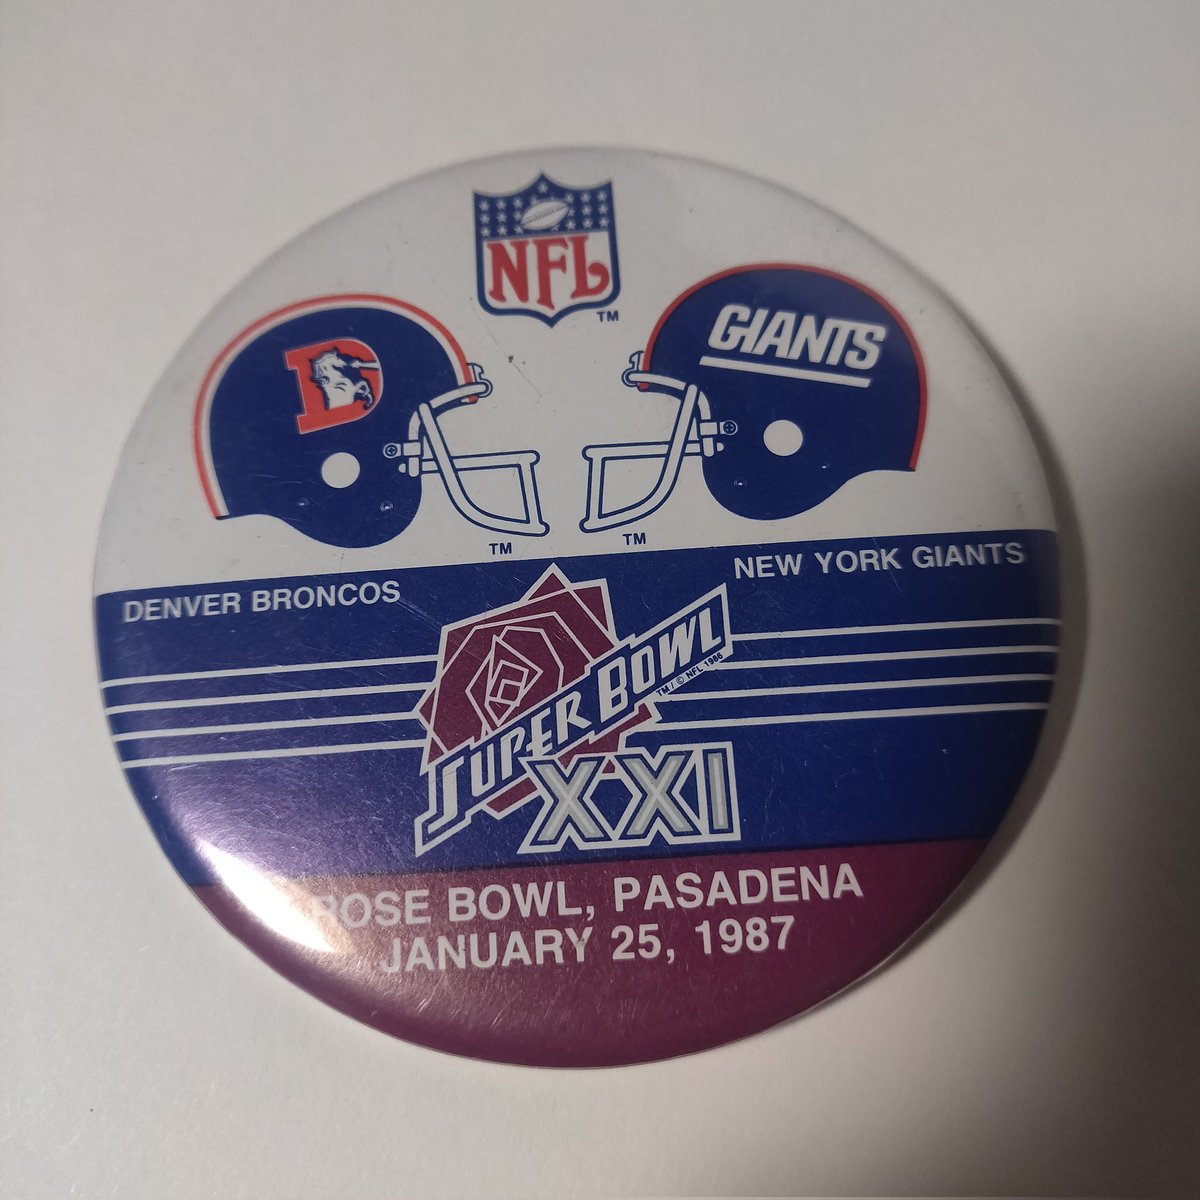 NFL
TM
GIANTS
D
TM
TM
DENVER BRONCOS
NEW YORK GIANTS
SUPER BOWL
TM/© NFL 1986
XXI
ROSE BOWL, PASADENA
JANUARY 25, 1987